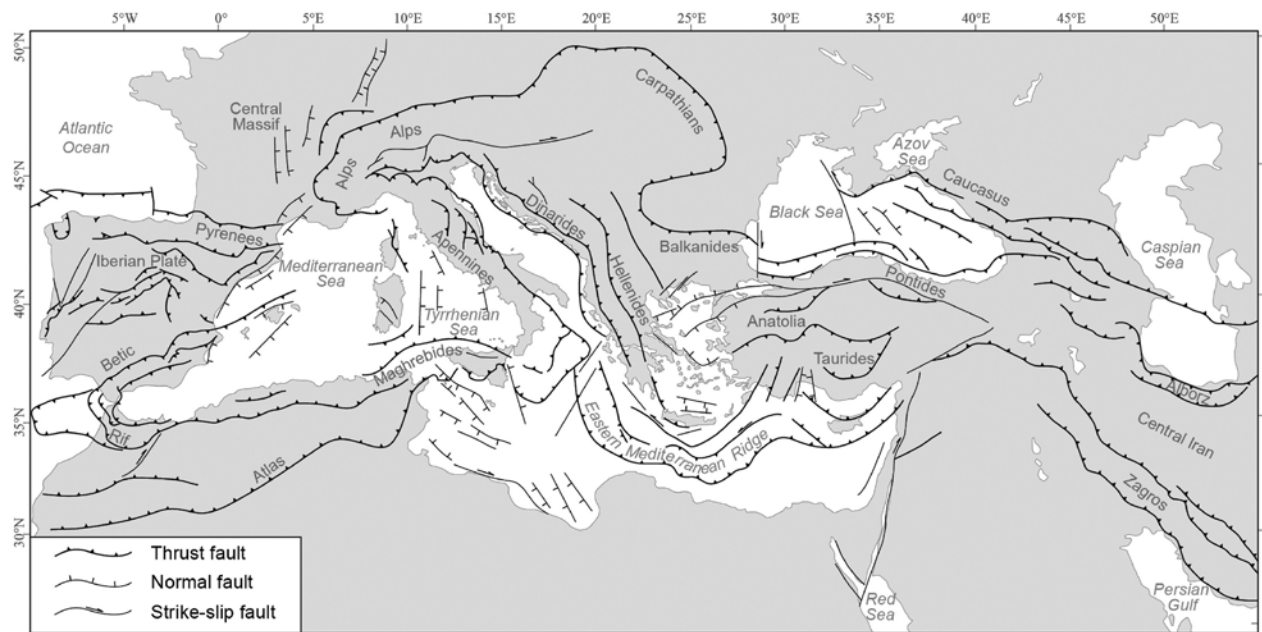 5°W 0° 5°E 10°E 15°E 20°E 25°E 30°E 35°E 40°E 45°E 50°E
50°N
45°N
40°N
35°N
30°N
Atlantic
Ocean
Central
Massif
Alps
Alps
Carpathians
Azov
Sea
Caucasus
Black Sea
Caspian
Sea
Pyrenees
Iberian Plate
Mediterranean
Sea
Apennines
Dinarides
Balkanides
Hellenides
Pontides
Tyrrhenian
Sea
Anatolia
Taurides
Betic
Maghrebides
Alborz
Rif
Atlas
Eastern Mediterranean Ridge
Central Iran
Zagros
Red
Sea
Persian
Gulf
Thrust fault
Normal fault
Strike-slip fault